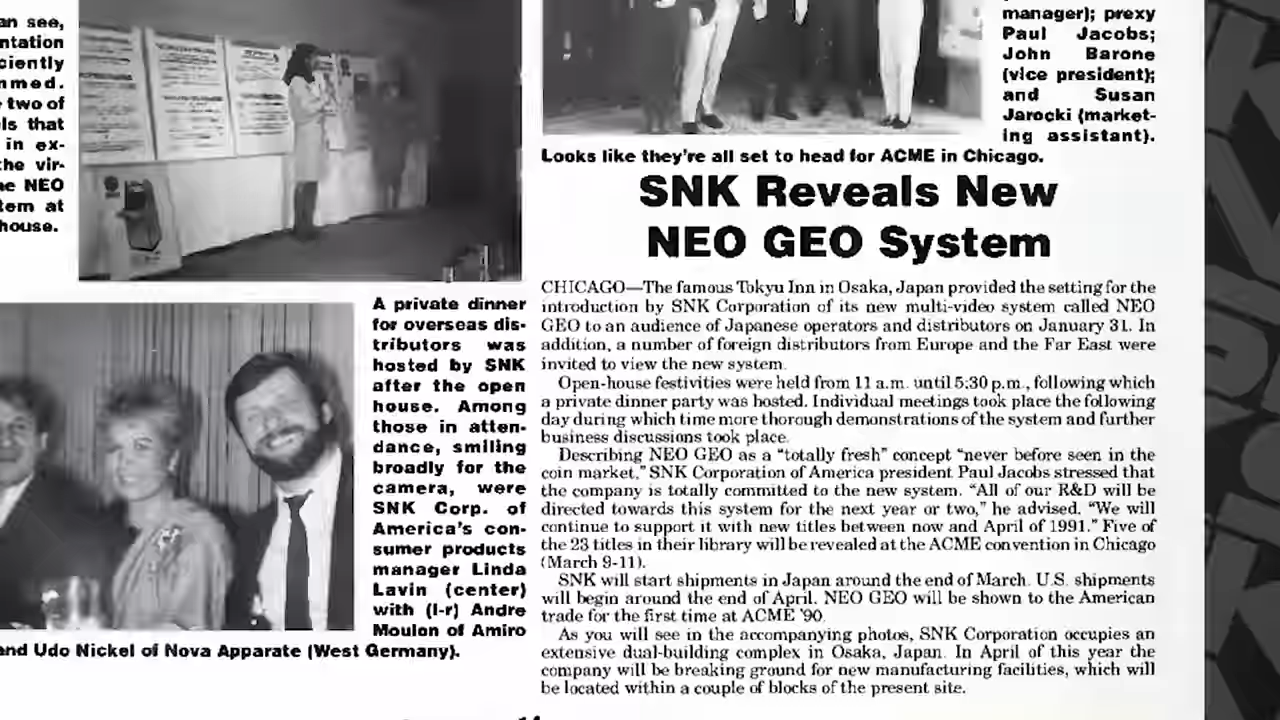 an see,
ntation
ciently
nmed.
two of
ls that
in ex-
the vir-
ne NEO
tem at
house.
A private dinner
for overseas dis-
tributors was
hosted by SNK
after the open
house. Among
those in atten-
dance, smiling
broadly for the
camera, were
SNK Corp. of
America's con-
sumer products
manager Linda
Lavin (center)
with (l-r) Andre
Moulon of Amiro
and Udo Nickel of Nova Apparate (West Germany).
manager); prexy
Paul Jacobs;
John Barone
(vice president);
and Susan
Jarocki (market-
ing assistant).
Looks like they're all set to head for ACME in Chicago.
SNK Reveals New
NEO GEO System
CHICAGO—The famous Tokyu Inn in Osaka, Japan provided the setting for the
introduction by SNK Corporation of its new multi-video system called NEO
GEO to an audience of Japanese operators and distributors on January 31. In
addition, a number of foreign distributors from Europe and the Far East were
invited to view the new system.
Open-house festivities were held from 11 a.m. until 5:30 p.m., following which
a private dinner party was hosted. Individual meetings took place the following
day during which time more thorough demonstrations of the system and further
business discussions took place.
Describing NEO GEO as a "totally fresh" concept "never before seen in the
coin market," SNK Corporation of America president Paul Jacobs stressed that
the company is totally committed to the new system. "All of our R&D will be
directed towards this system for the next year or two," he advised. "We will
continue to support it with new titles between now and April of 1991." Five of
the 23 titles in their library will be revealed at the ACME convention in Chicago
(March 9-11).
SNK will start shipments in Japan around the end of March. U.S. shipments
will begin around the end of April. NEO GEO will be shown to the American
trade for the first time at ACME '90.
As you will see in the accompanying photos, SNK Corporation occupies an
extensive dual-building complex in Osaka, Japan. In April of this year the
company will be breaking ground for new manufacturing facilities, which will
be located within a couple of blocks of the present site.